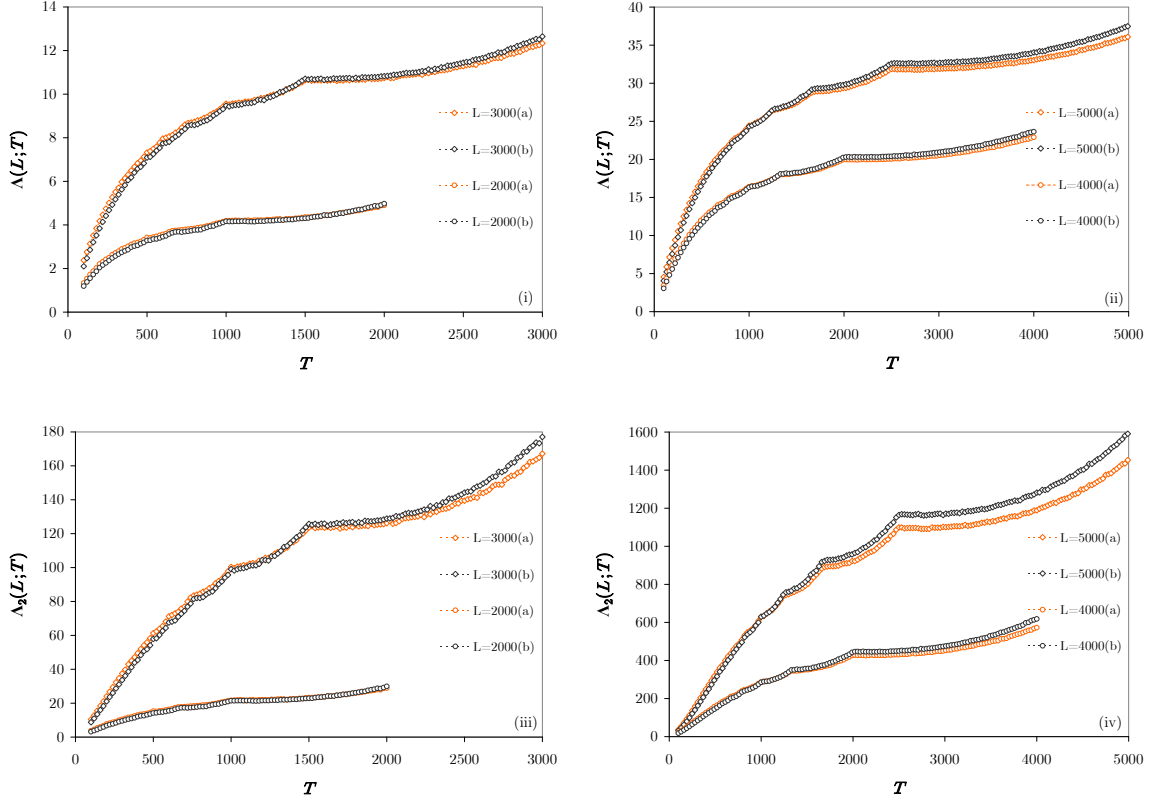 14
12
10
8
6
4
2
0
Λ(L;T)
0 500 1000 1500 2000 2500 3000
T
L=3000(a)
L=3000(b)
L=2000(a)
L=2000(b)
(i)
40
35
30
25
20
15
10
5
0
Λ(L;T)
0 1000 2000 3000 4000 5000
T
L=5000(a)
L=5000(b)
L=4000(a)
L=4000(b)
(ii)
180
160
140
120
100
80
60
40
20
0
Λ₂(L;T)
0 500 1000 1500 2000 2500 3000
T
L=3000(a)
L=3000(b)
L=2000(a)
L=2000(b)
(iii)
1600
1400
1200
1000
800
600
400
200
0
Λ₂(L;T)
0 1000 2000 3000 4000 5000
T
L=5000(a)
L=5000(b)
L=4000(a)
L=4000(b)
(iv)